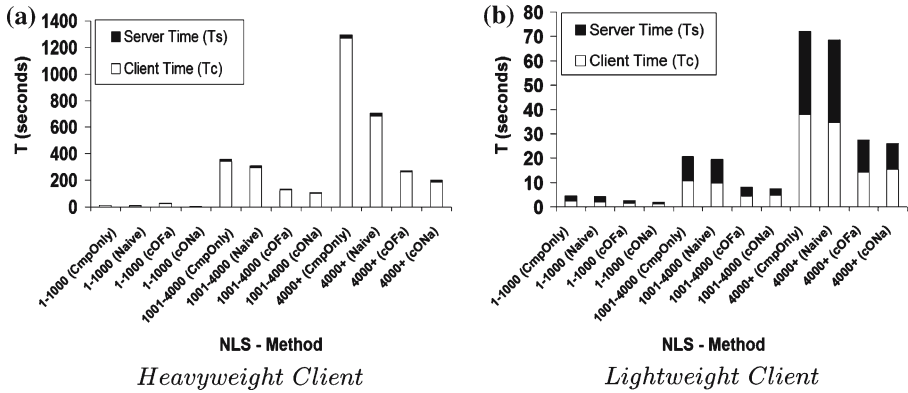 (a)
1400
1200
1000
800
600
400
200
0
T (seconds)
Server Time (Ts)
Client Time (Tc)
1-1000 (CmpOnly)
1-1000 (Naive)
1-1000 (cOFa)
1-1000 (cONa)
1001-4000 (CmpOnly)
1001-4000 (Naive)
1001-4000 (cOFa)
1001-4000 (cONa)
4000+ (CmpOnly)
4000+ (Naive)
4000+ (cOFa)
4000+ (cONa)
NLS - Method
Heavyweight Client
(b)
80
70
60
50
40
30
20
10
0
T (seconds)
Server Time (Ts)
Client Time (Tc)
1-1000 (CmpOnly)
1-1000 (Naive)
1-1000 (cOFa)
1-1000 (cONa)
1001-4000 (CmpOnly)
1001-4000 (Naive)
1001-4000 (cOFa)
1001-4000 (cONa)
4000+ (CmpOnly)
4000+ (Naive)
4000+ (cOFa)
4000+ (cONa)
NLS - Method
Lightweight Client